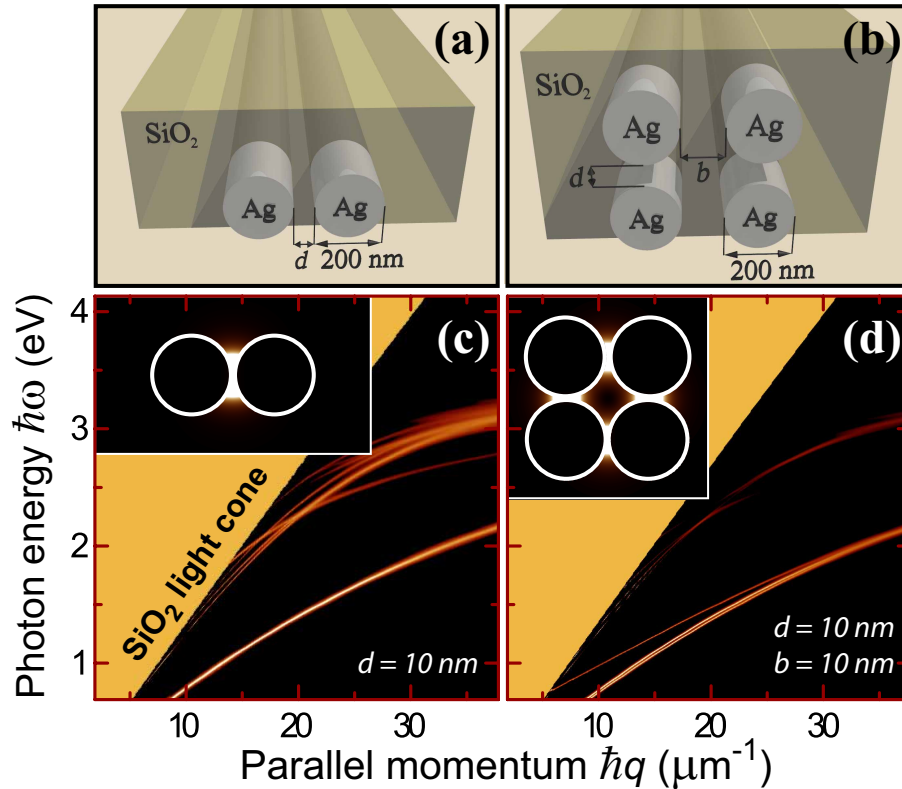 (a)
SiO₂
Ag
Ag
d
200 nm
(b)
SiO₂
Ag
Ag
d
b
Ag
Ag
200 nm
Photon energy ħω (eV)
4
3
2
1
(c)
SiO₂ light cone
d = 10 nm
10
20
30
(d)
d = 10 nm
b = 10 nm
10
20
30
Parallel momentum ħq (μm⁻¹)